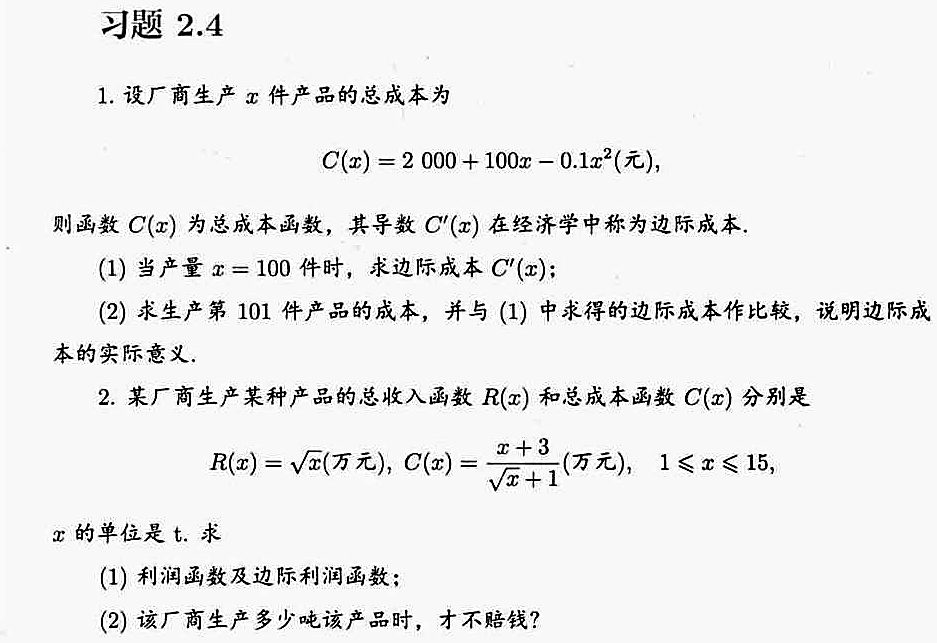 习题 2.4
1. 设厂商生产 x 件产品的总成本为
C(x) = 2 000 + 100x − 0.1x²(元),
则函数 C(x) 为总成本函数，其导数 C′(x) 在经济学中称为边际成本.
(1) 当产量 x = 100 件时，求边际成本 C′(x);
(2) 求生产第 101 件产品的成本，并与 (1) 中求得的边际成本作比较，说明边际成
本的实际意义.
2. 某厂商生产某种产品的总收入函数 R(x) 和总成本函数 C(x) 分别是
R(x) = √x(万元), C(x) = (x + 3)/(√x + 1)(万元), 1 ⩽ x ⩽ 15,
x 的单位是 t. 求
(1) 利润函数及边际利润函数;
(2) 该厂商生产多少吨该产品时，才不赔钱?